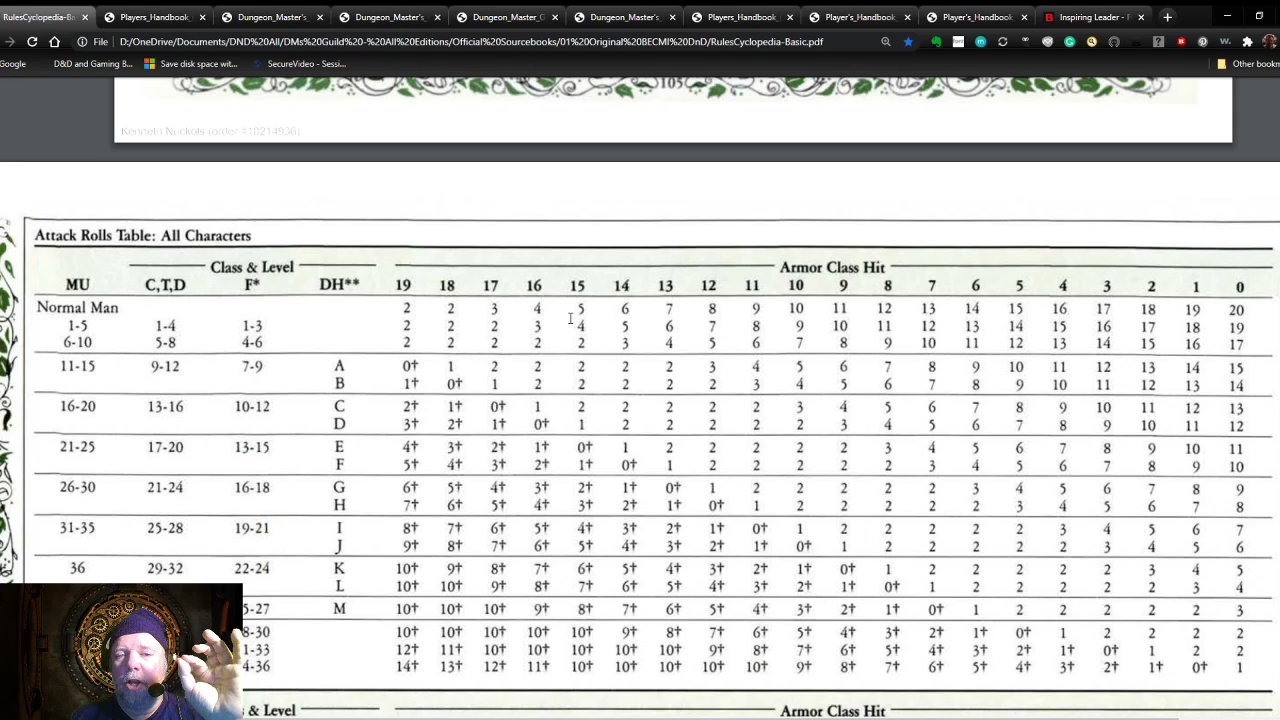 RulesCyclopedia-Ba Players_Handbook_ Dungeon_Master's_ Dungeon_Master's_ Dungeon_Master_G Dungeon_Master's_ Players_Handbook_ Player's_Handbook_ Player's_Handbook_ Inspiring Leader - F
File D:/OneDrive/Documents/DND%20All/DMs%20Guild%20-%20All%20Editions/Official%20Sourcebooks/01%20Original%20BECMI%20DnD/RulesCyclopedia-Basic.pdf
Google D&D and Gaming B... Save disk space wit... SecureVideo - Sessi... Other bookm
105
Kenneth Nuckols (order #10214936)
Attack Rolls Table: All Characters
Class & Level Armor Class Hit
MU C,T,D F* DH** 19 18 17 16 15 14 13 12 11 10 9 8 7 6 5 4 3 2 1 0
Normal Man 2 2 3 4 5 6 7 8 9 10 11 12 13 14 15 16 17 18 19 20
1-5 1-4 1-3 2 2 2 3 4 5 6 7 8 9 10 11 12 13 14 15 16 17 18 19
6-10 5-8 4-6 2 2 2 2 2 3 4 5 6 7 8 9 10 11 12 13 14 15 16 17
11-15 9-12 7-9 A 0† 1 2 2 2 2 2 3 4 5 6 7 8 9 10 11 12 13 14 15
B 1† 0† 1 2 2 2 2 2 3 4 5 6 7 8 9 10 11 12 13 14
16-20 13-16 10-12 C 2† 1† 0† 1 2 2 2 2 2 3 4 5 6 7 8 9 10 11 12 13
D 3† 2† 1† 0† 1 2 2 2 2 2 3 4 5 6 7 8 9 10 11 12
21-25 17-20 13-15 E 4† 3† 2† 1† 0† 1 2 2 2 2 2 3 4 5 6 7 8 9 10 11
F 5† 4† 3† 2† 1† 0† 1 2 2 2 2 2 3 4 5 6 7 8 9 10
26-30 21-24 16-18 G 6† 5† 4† 3† 2† 1† 0† 1 2 2 2 2 2 3 4 5 6 7 8 9
H 7† 6† 5† 4† 3† 2† 1† 0† 1 2 2 2 2 2 3 4 5 6 7 8
31-35 25-28 19-21 I 8† 7† 6† 5† 4† 3† 2† 1† 0† 1 2 2 2 2 2 3 4 5 6 7
J 9† 8† 7† 6† 5† 4† 3† 2† 1† 0† 1 2 2 2 2 2 3 4 5 6
36 29-32 22-24 K 10† 9† 8† 7† 6† 5† 4† 3† 2† 1† 0† 1 2 2 2 2 2 3 4 5
L 10† 10† 9† 8† 7† 6† 5† 4† 3† 2† 1† 0† 1 2 2 2 2 2 3 4
5-27 M 10† 10† 10† 9† 8† 7† 6† 5† 4† 3† 2† 1† 0† 1 2 2 2 2 2 3
8-30 10† 10† 10† 10† 10† 9† 8† 7† 6† 5† 4† 3† 2† 1† 0† 1 2 2 2 2
1-33 12† 11† 10† 10† 10† 10† 10† 9† 8† 7† 6† 5† 4† 3† 2† 1† 0† 1 2 2
4-36 14† 13† 12† 11† 10† 10† 10† 10† 10† 9† 8† 7† 6† 5† 4† 3† 2† 1† 0† 1
s & Level Armor Class Hit